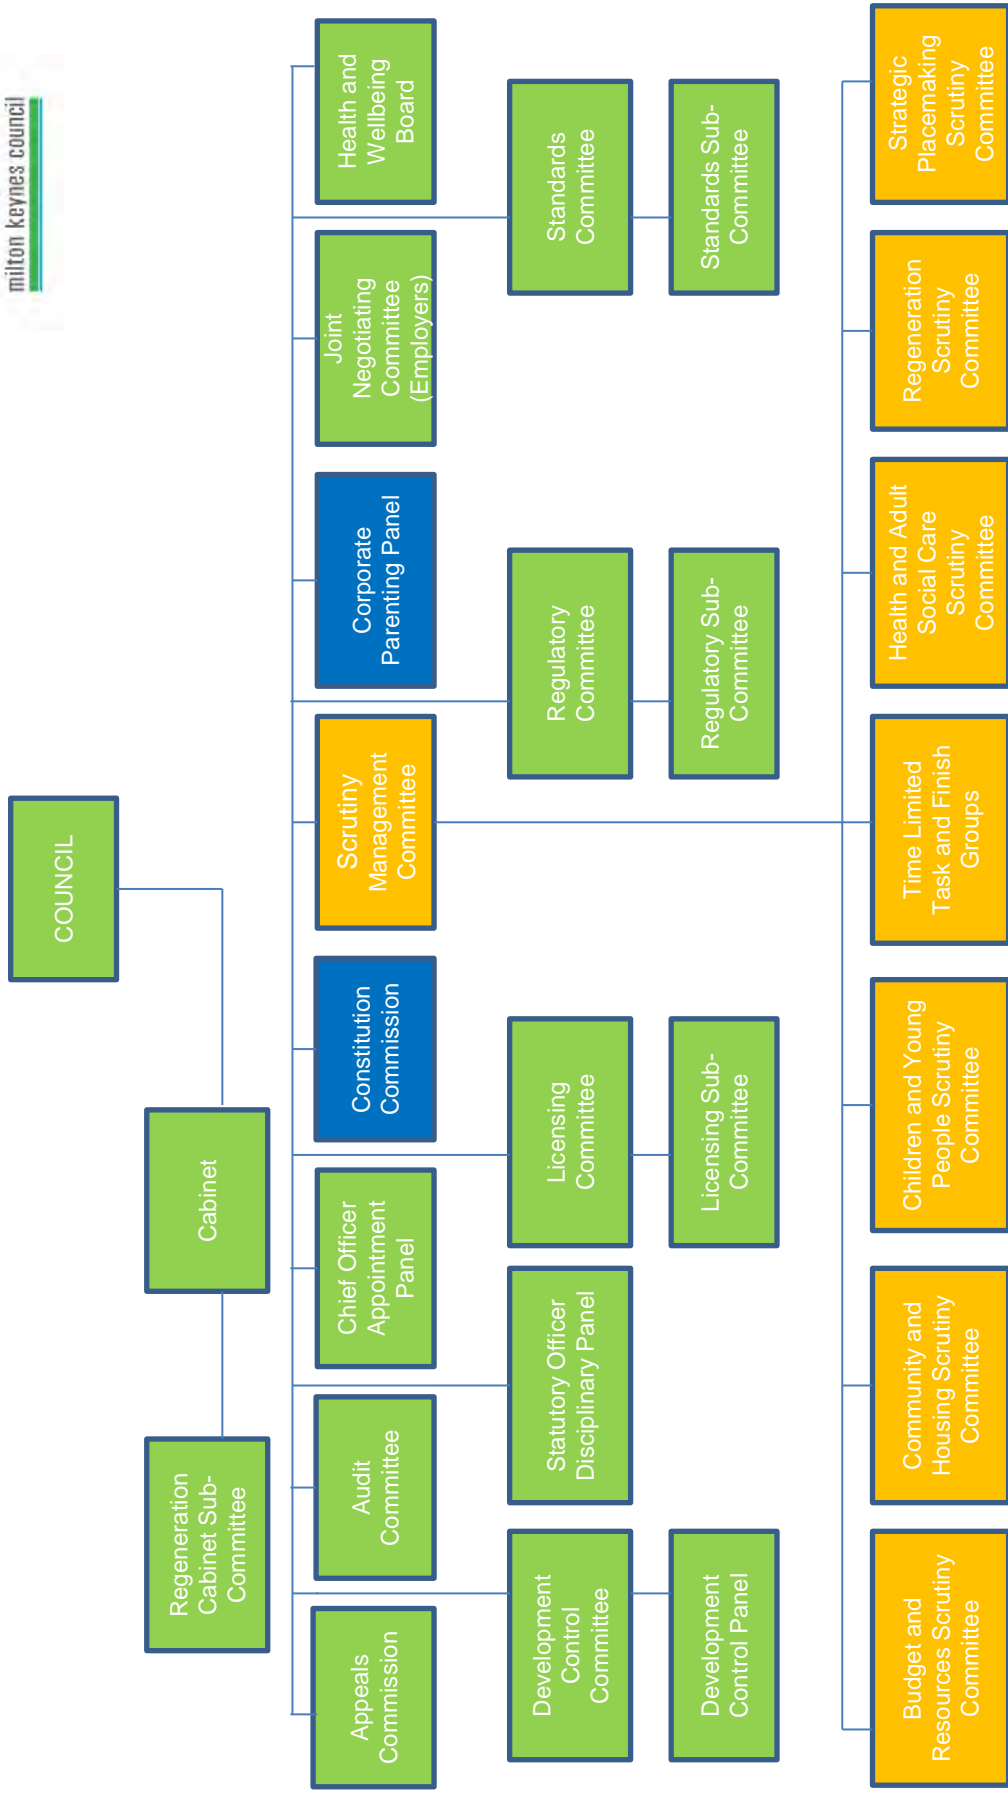 milton keynes council
COUNCIL
Regeneration
Cabinet Sub-
Committee
Cabinet
Appeals
Commission
Audit
Committee
Chief Officer
Appointment
Panel
Constitution
Commission
Scrutiny
Management
Committee
Corporate
Parenting Panel
Joint
Negotiating
Committee
(Employers)
Health and
Wellbeing
Board
Development
Control
Committee
Statutory Officer
Disciplinary Panel
Licensing
Committee
Regulatory
Committee
Standards
Committee
Development
Control Panel
Licensing Sub-
Committee
Regulatory Sub-
Committee
Standards Sub-
Committee
Budget and
Resources Scrutiny
Committee
Community and
Housing Scrutiny
Committee
Children and Young
People Scrutiny
Committee
Time Limited
Task and Finish
Groups
Health and Adult
Social Care
Scrutiny
Committee
Regeneration
Scrutiny
Committee
Strategic
Placemaking
Scrutiny
Committee